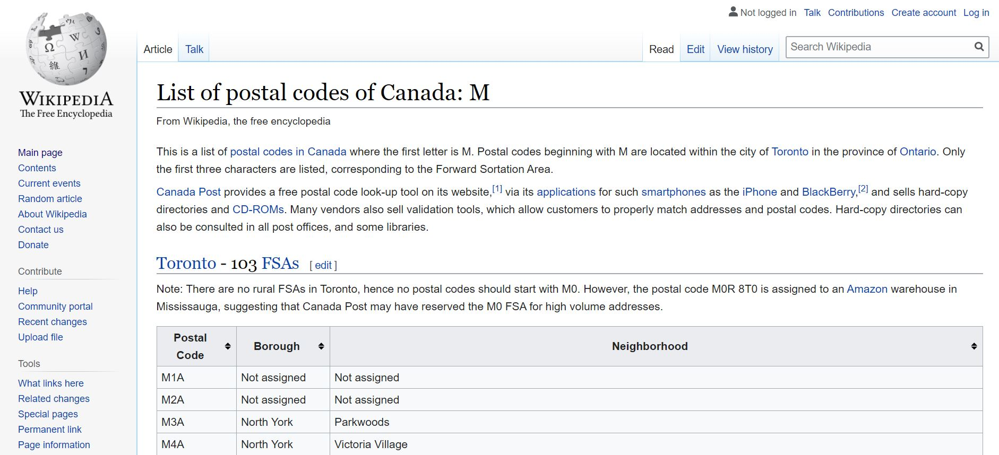 Not logged in Talk Contributions Create account Log in
Article Talk Read Edit View history Search Wikipedia
WIKIPEDIA
The Free Encyclopedia
Main page
Contents
Current events
Random article
About Wikipedia
Contact us
Donate
Contribute
Help
Community portal
Recent changes
Upload file
Tools
What links here
Related changes
Special pages
Permanent link
Page information
List of postal codes of Canada: M
From Wikipedia, the free encyclopedia
This is a list of postal codes in Canada where the first letter is M. Postal codes beginning with M are located within the city of Toronto in the province of Ontario. Only
the first three characters are listed, corresponding to the Forward Sortation Area.
Canada Post provides a free postal code look-up tool on its website,[1] via its applications for such smartphones as the iPhone and BlackBerry,[2] and sells hard-copy
directories and CD-ROMs. Many vendors also sell validation tools, which allow customers to properly match addresses and postal codes. Hard-copy directories can
also be consulted in all post offices, and some libraries.
Toronto - 103 FSAs [ edit ]
Note: There are no rural FSAs in Toronto, hence no postal codes should start with M0. However, the postal code M0R 8T0 is assigned to an Amazon warehouse in
Mississauga, suggesting that Canada Post may have reserved the M0 FSA for high volume addresses.
Postal Code Borough Neighborhood
M1A Not assigned Not assigned
M2A Not assigned Not assigned
M3A North York Parkwoods
M4A North York Victoria Village